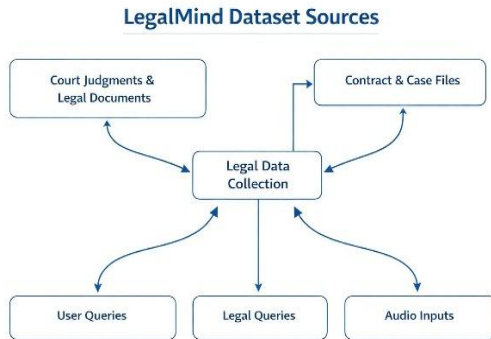 LegalMind Dataset Sources
Court Judgments &
Legal Documents
Contract & Case Files
Legal Data
Collection
User Queries
Legal Queries
Audio Inputs